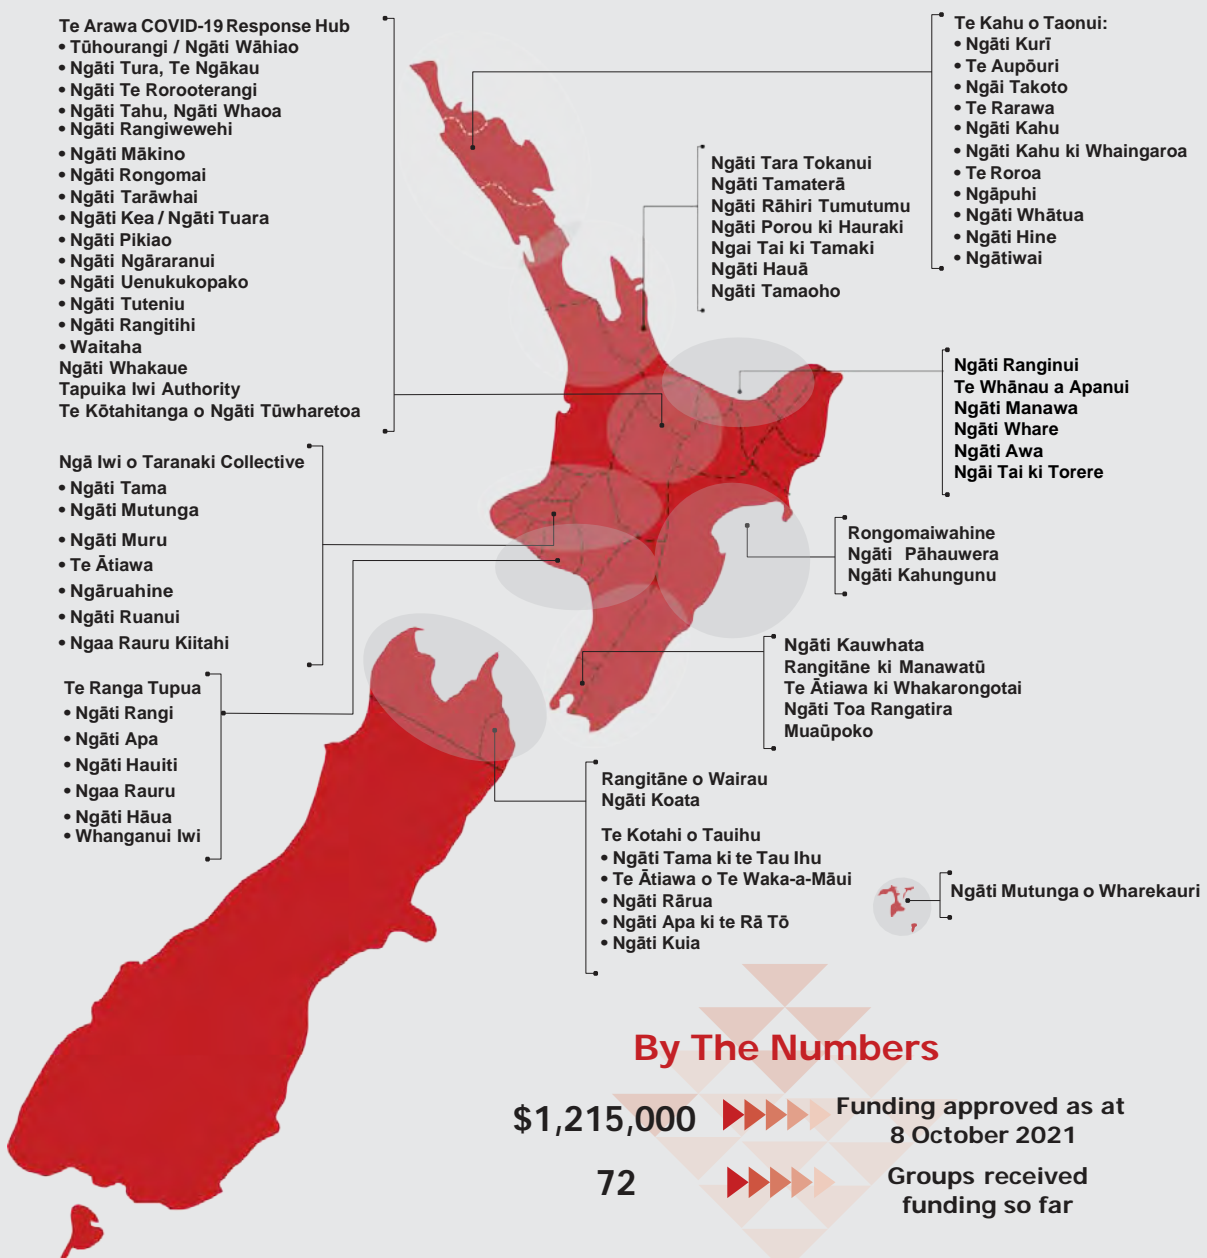 Te Arawa COVID-19 Response Hub
• Tūhourangi / Ngāti Wāhiao
• Ngāti Tura, Te Ngākau
• Ngāti Te Rorooterangi
• Ngāti Tahu, Ngāti Whaoa
• Ngāti Rangiwewehi
• Ngāti Mākino
• Ngāti Rongomai
• Ngāti Tarāwhai
• Ngāti Kea / Ngāti Tuara
• Ngāti Pikiao
• Ngāti Ngāraranui
• Ngāti Uenukukopako
• Ngāti Tuteniu
• Ngāti Rangitihi
• Waitaha
Ngāti Whakaue
Tapuika Iwi Authority
Te Kōtahitanga o Ngāti Tūwharetoa
Te Kahu o Taonui:
• Ngāti Kurī
• Te Aupōuri
• Ngāi Takoto
• Te Rarawa
• Ngāti Kahu
• Ngāti Kahu ki Whaingaroa
• Te Roroa
• Ngāpuhi
• Ngāti Whātua
• Ngāti Hine
• Ngātiwai
Ngāti Tara Tokanui
Ngāti Tamaterā
Ngāti Rāhiri Tumutumu
Ngāti Porou ki Hauraki
Ngai Tai ki Tamaki
Ngāti Hauā
Ngāti Tamaoho
Ngāti Ranginui
Te Whānau a Apanui
Ngāti Manawa
Ngāti Whare
Ngāti Awa
Ngāi Tai ki Torere
Ngā Iwi o Taranaki Collective
• Ngāti Tama
• Ngāti Mutunga
• Ngāti Muru
• Te Ātiawa
• Ngāruahine
• Ngāti Ruanui
• Ngaa Rauru Kiitahi
Rongomaiwahine
Ngāti Pāhauwera
Ngāti Kahungunu
Ngāti Kauwhata
Rangitāne ki Manawatū
Te Ātiawa ki Whakarongotai
Ngāti Toa Rangatira
Muaūpoko
Te Ranga Tupua
• Ngāti Rangi
• Ngāti Apa
• Ngāti Hauiti
• Ngaa Rauru
• Ngāti Hāua
• Whanganui Iwi
Rangitāne o Wairau
Ngāti Koata
Te Kotahi o Tauihu
• Ngāti Tama ki te Tau Ihu
• Te Ātiawa o Te Waka-a-Māui
• Ngāti Rārua
• Ngāti Apa ki te Rā Tō
• Ngāti Kuia
Ngāti Mutunga o Wharekauri
By The Numbers
$1,215,000
Funding approved as at
8 October 2021
72
Groups received
funding so far